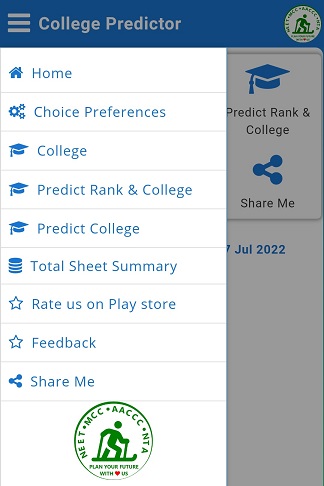 College Predictor
Home
Choice Preferences
College
Predict Rank & College
Predict College
Total Sheet Summary
Rate us on Play store
Feedback
Share Me
NEET•MCC•AACCC•NTA
PLAN YOUR FUTURE
WITH US
Predict Rank &
College
Share Me
7 Jul 2022